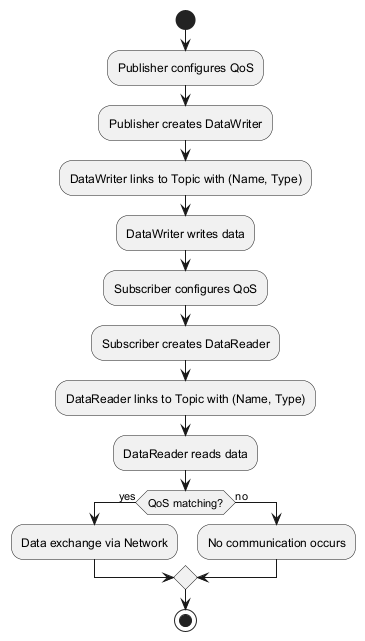 Publisher configures QoS
Publisher creates DataWriter
DataWriter links to Topic with (Name, Type)
DataWriter writes data
Subscriber configures QoS
Subscriber creates DataReader
DataReader links to Topic with (Name, Type)
DataReader reads data
yes
QoS matching?
no
Data exchange via Network
No communication occurs